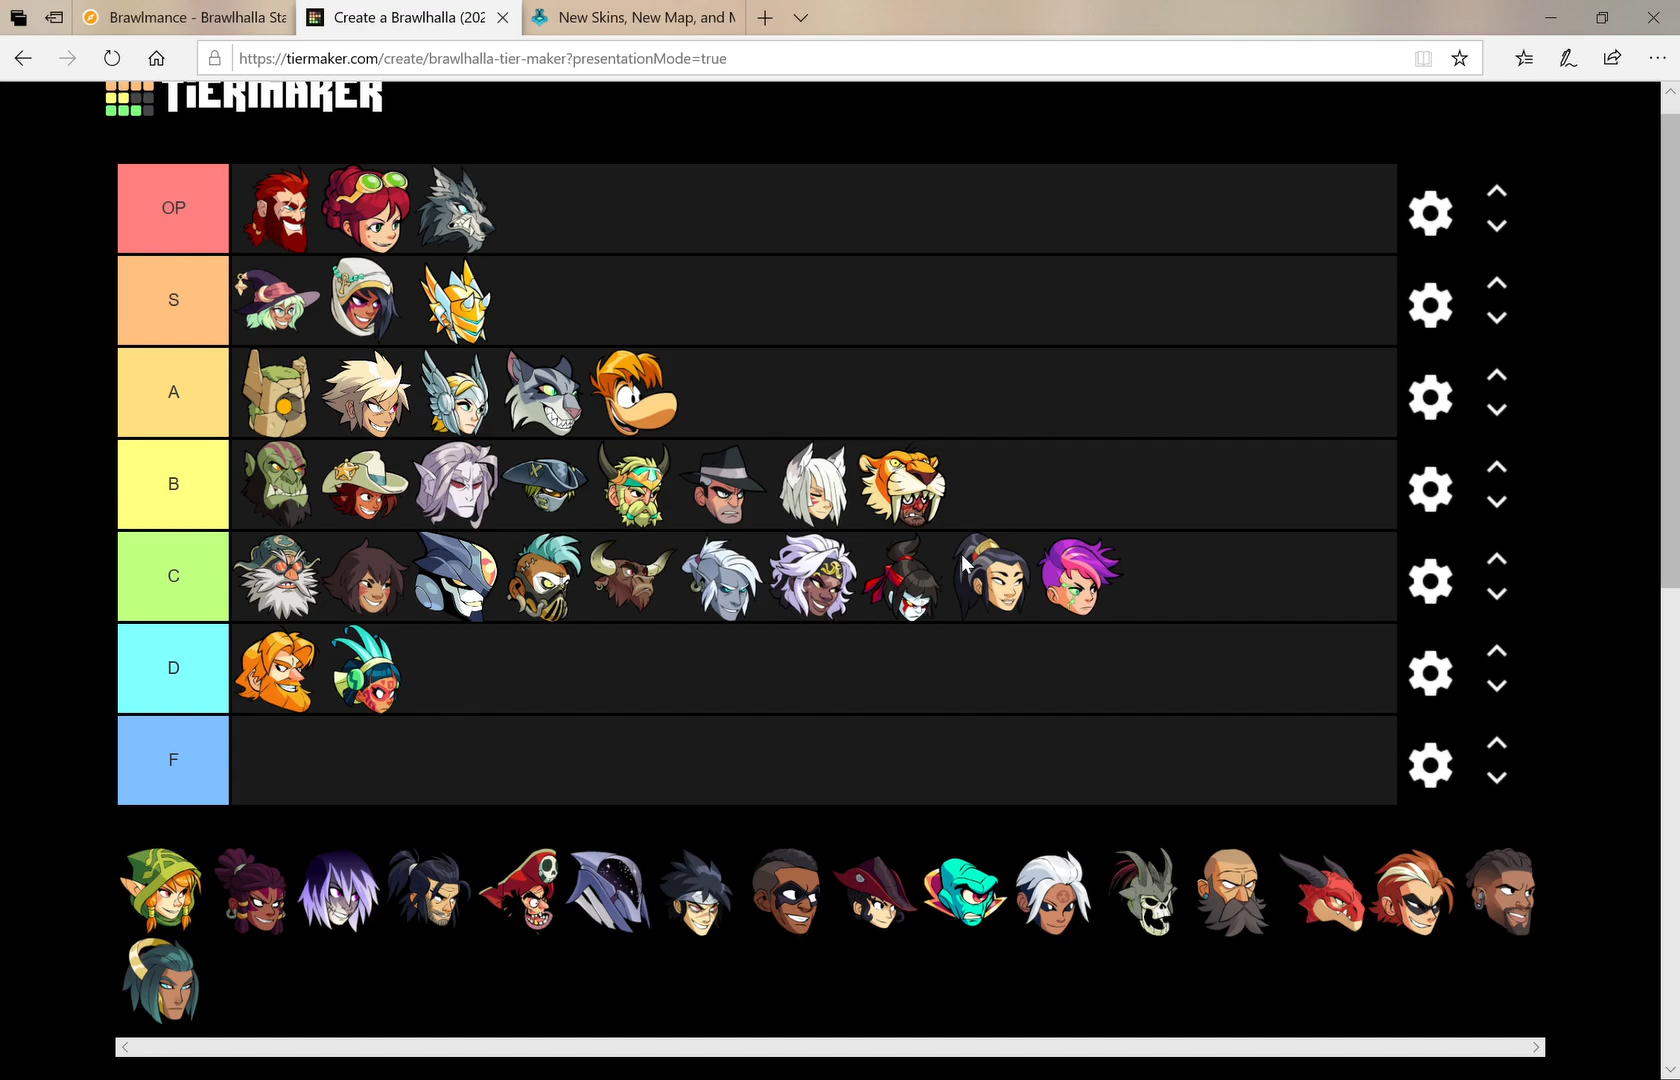 Brawlmance - Brawlhalla Sta
Create a Brawlhalla (202
New Skins, New Map, and M
https://tiermaker.com/create/brawlhalla-tier-maker?presentationMode=true
TIERMAKER
OP
S
A
B
C
D
F